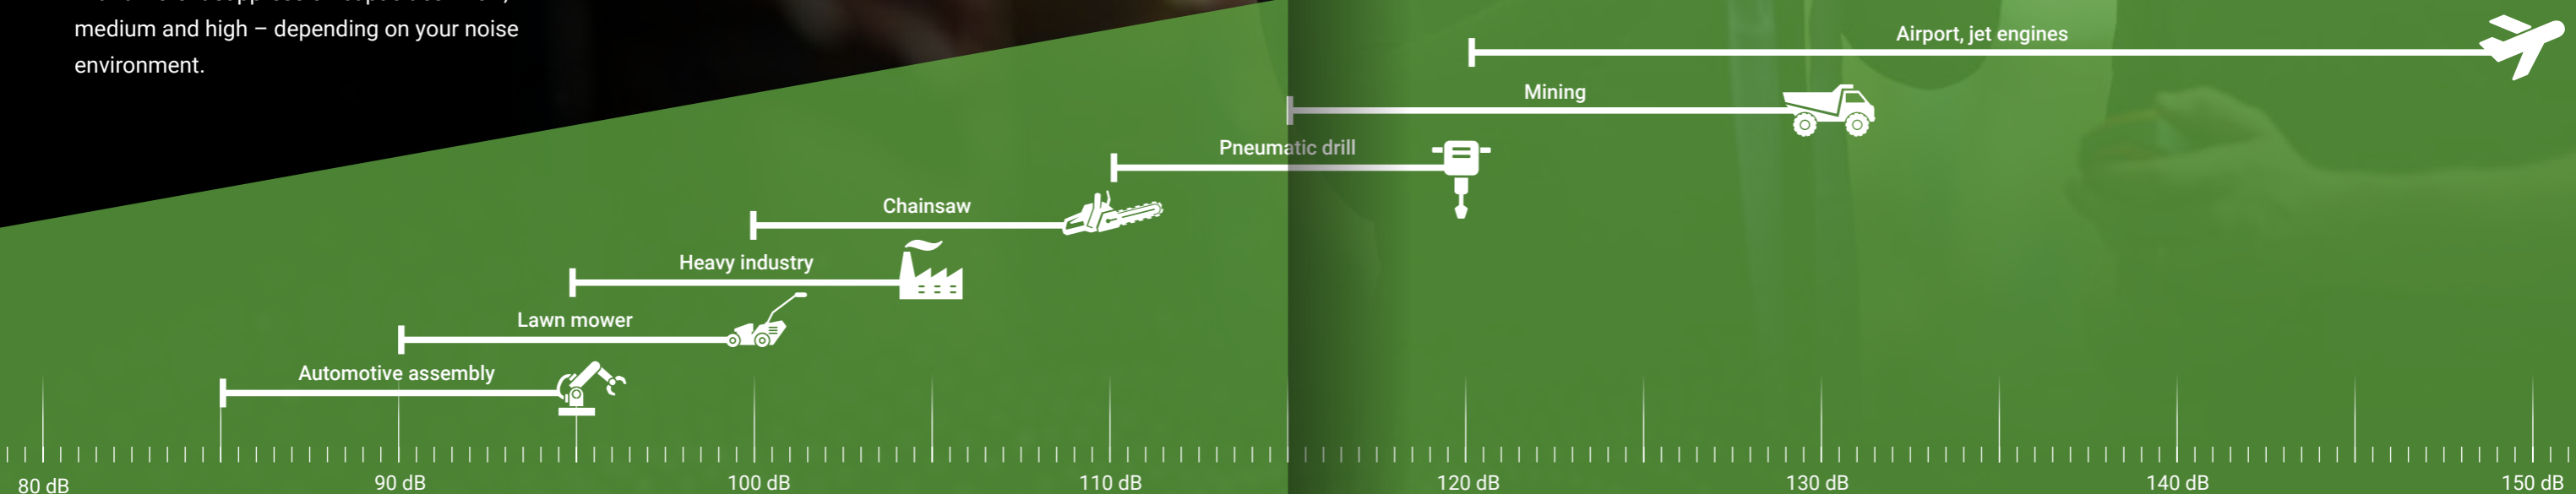 medium and high – depending on your noise
environment.
Airport, jet engines
Mining
Pneumatic drill
Chainsaw
Heavy industry
Lawn mower
Automotive assembly
80 dB 90 dB 100 dB 110 dB 120 dB 130 dB 140 dB 150 dB